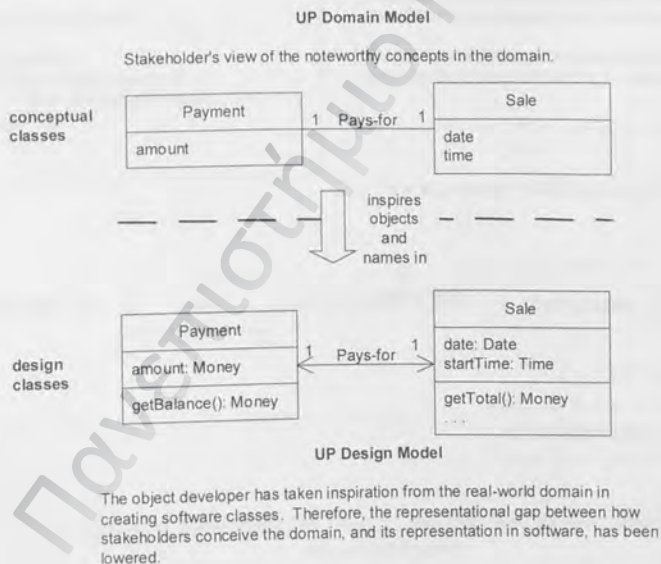 UP Domain Model
Stakeholder's view of the noteworthy concepts in the domain.
conceptual
classes
Payment
amount
1 Pays-for 1
Sale
date
time
inspires
objects
and
names in
design
classes
Payment
amount: Money
getBalance(): Money
1 Pays-for 1
Sale
date: Date
startTime: Time
getTotal(): Money
. . .
UP Design Model
The object developer has taken inspiration from the real-world domain in
creating software classes. Therefore, the representational gap between how
stakeholders conceive the domain, and its representation in software, has been
lowered.
Πανεπιστήμιο